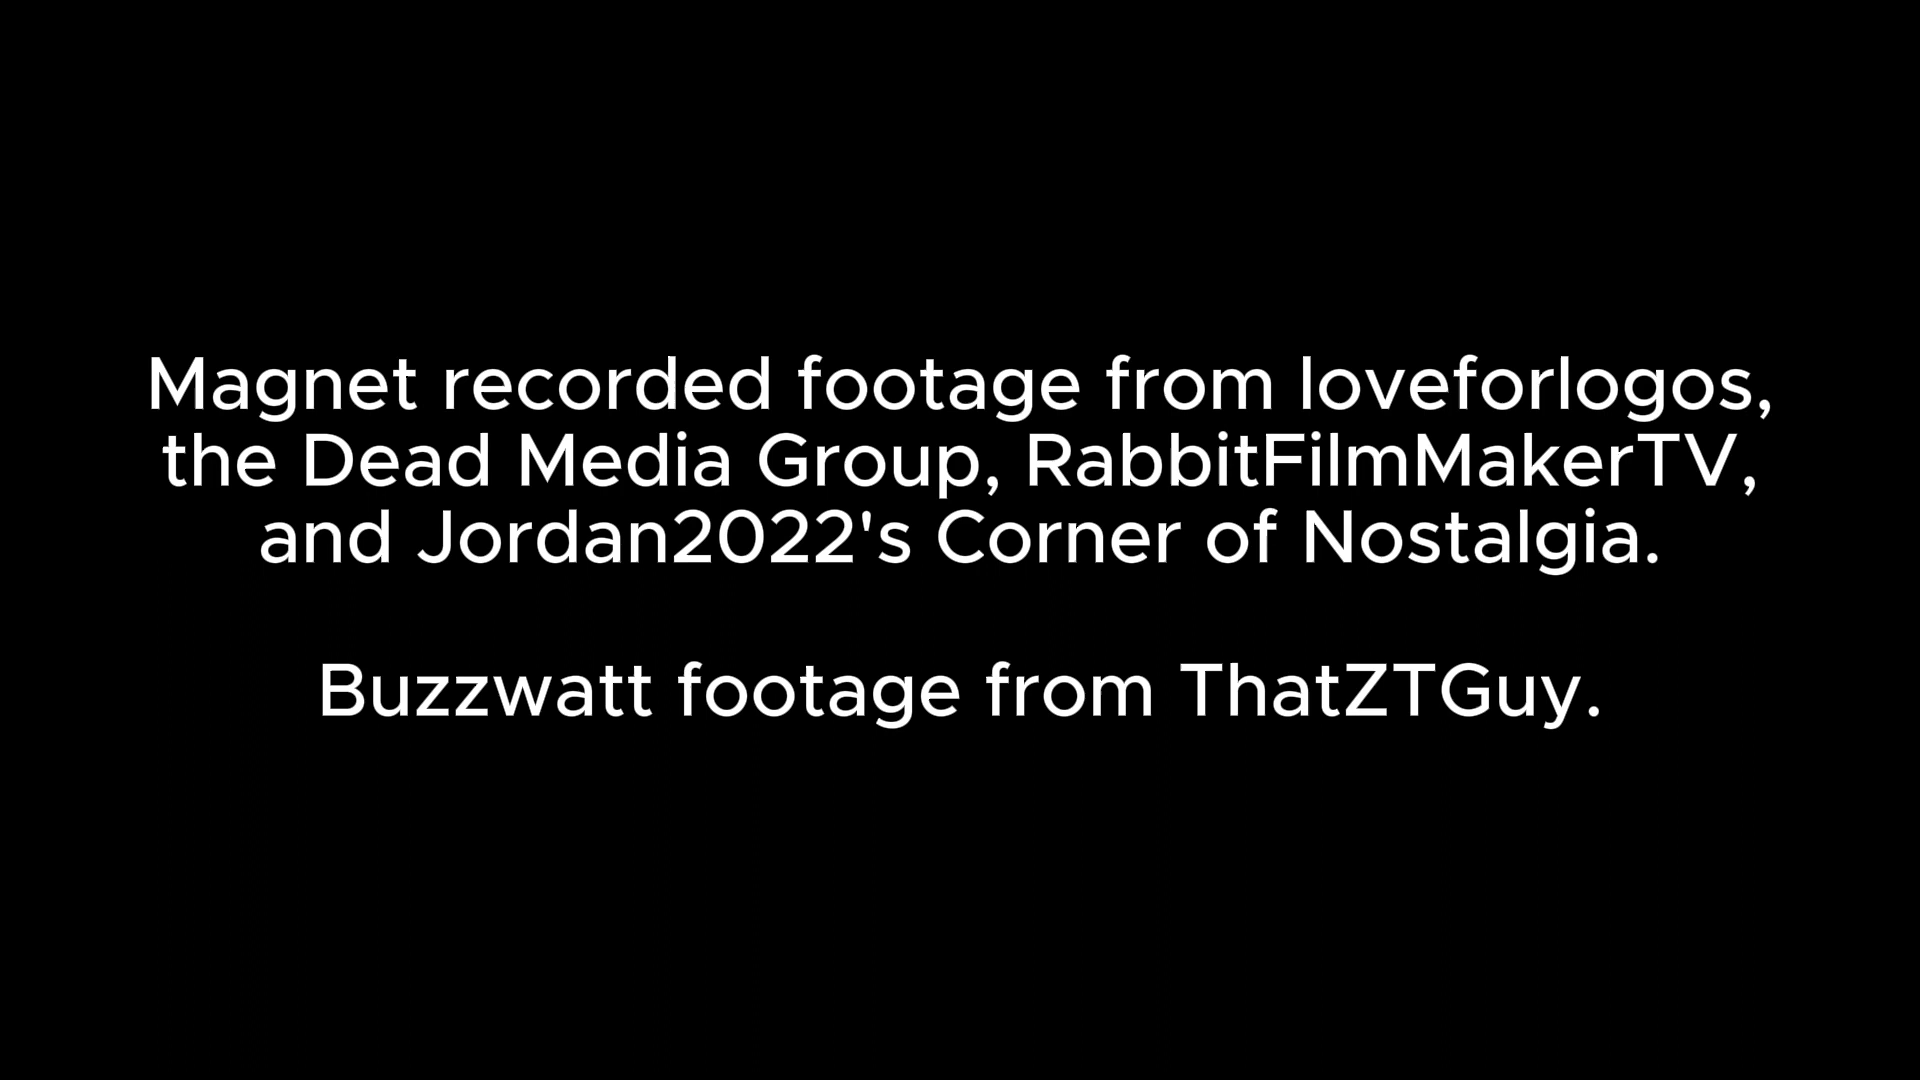 Magnet recorded footage from loveforlogos,
the Dead Media Group, RabbitFilmMakerTV,
and Jordan2022's Corner of Nostalgia.
Buzzwatt footage from ThatZTGuy.